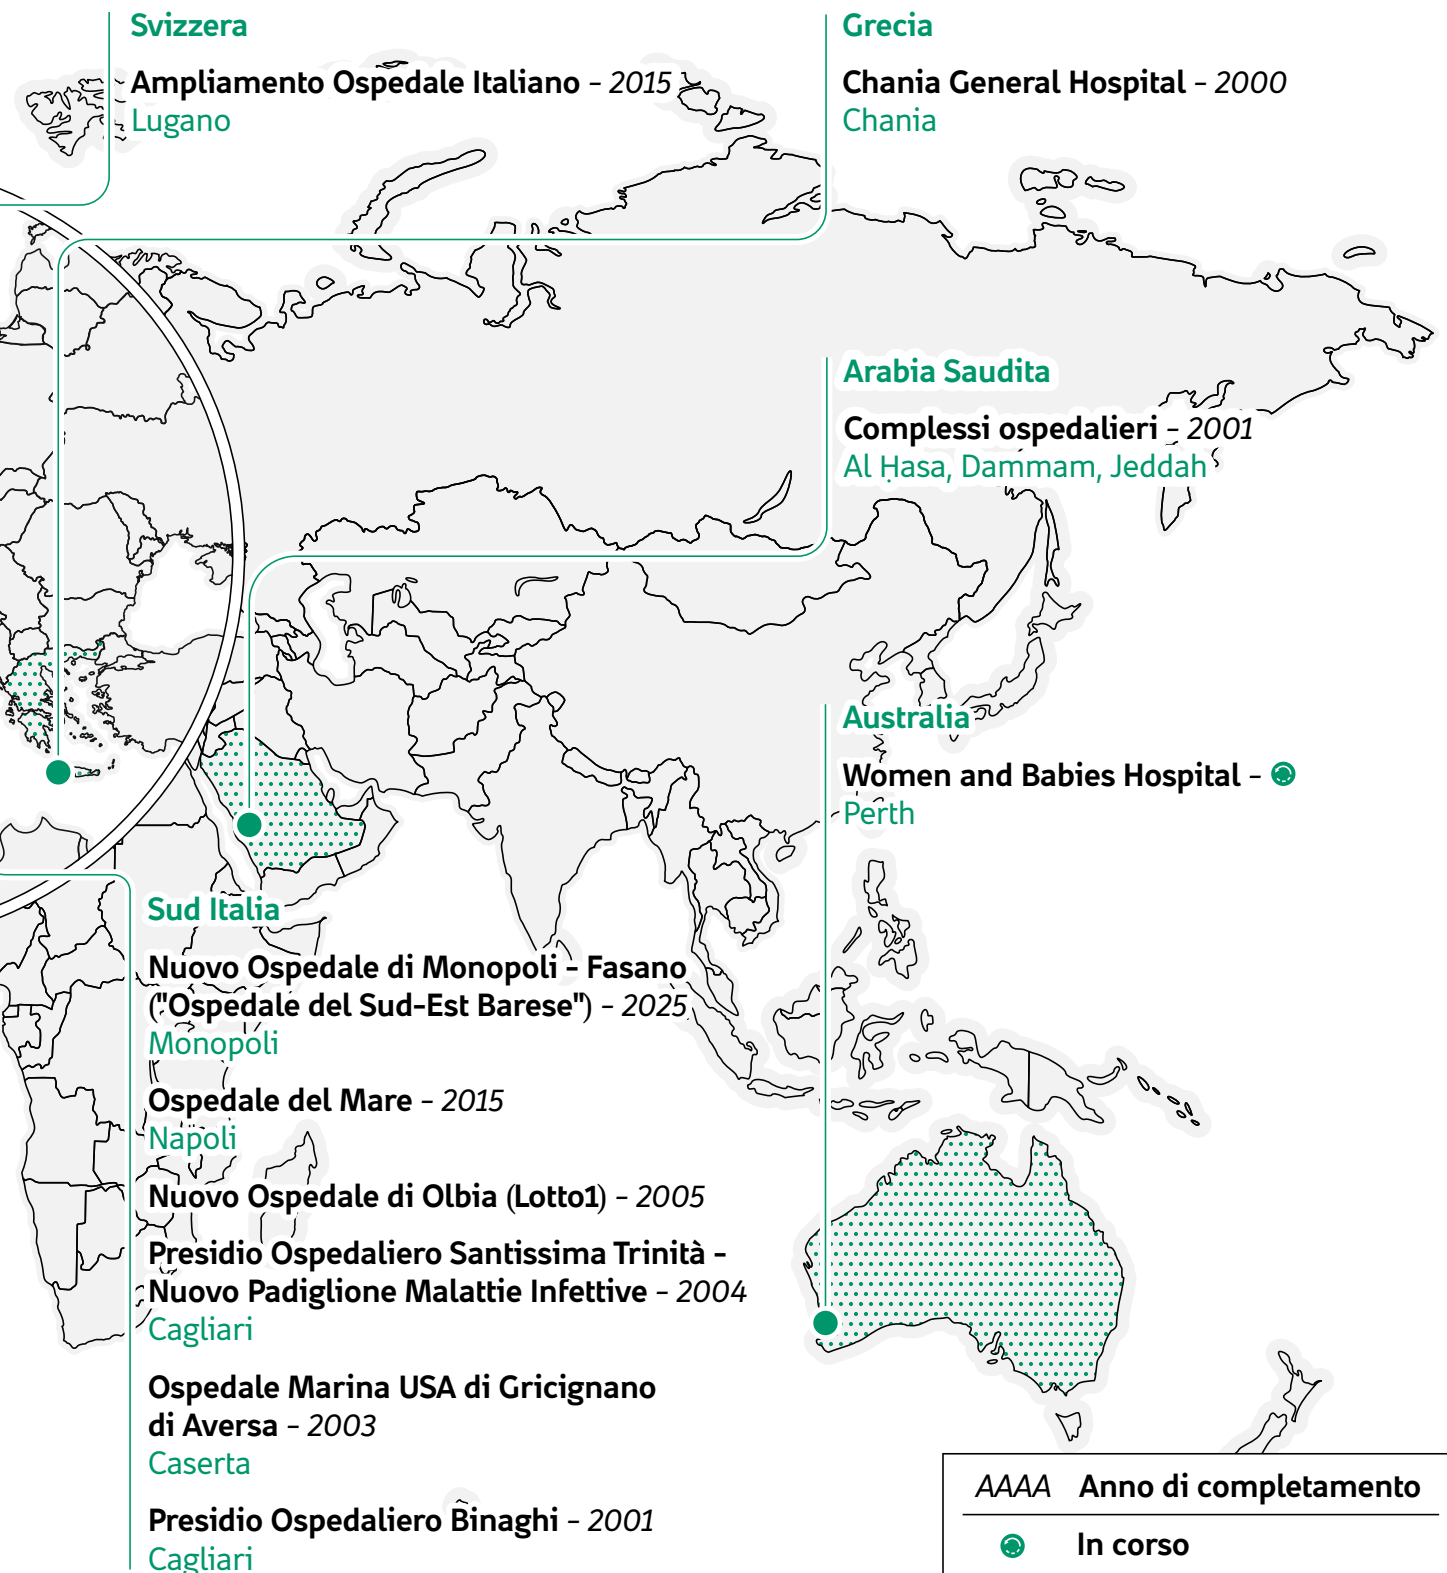 Svizzera
Ampliamento Ospedale Italiano - 2015
Lugano
Grecia
Chania General Hospital - 2000
Chania
Arabia Saudita
Complessi ospedalieri - 2001
Al Ḥasa, Dammam, Jeddah
Australia
Women and Babies Hospital -
Perth
Sud Italia
Nuovo Ospedale di Monopoli - Fasano
("Ospedale del Sud-Est Barese") - 2025
Monopoli
Ospedale del Mare - 2015
Napoli
Nuovo Ospedale di Olbia (Lotto1) - 2005
Presidio Ospedaliero Santissima Trinità -
Nuovo Padiglione Malattie Infettive - 2004
Cagliari
Ospedale Marina USA di Gricignano
di Aversa - 2003
Caserta
Presidio Ospedaliero Binaghi - 2001
Cagliari
AAAA Anno di completamento
In corso